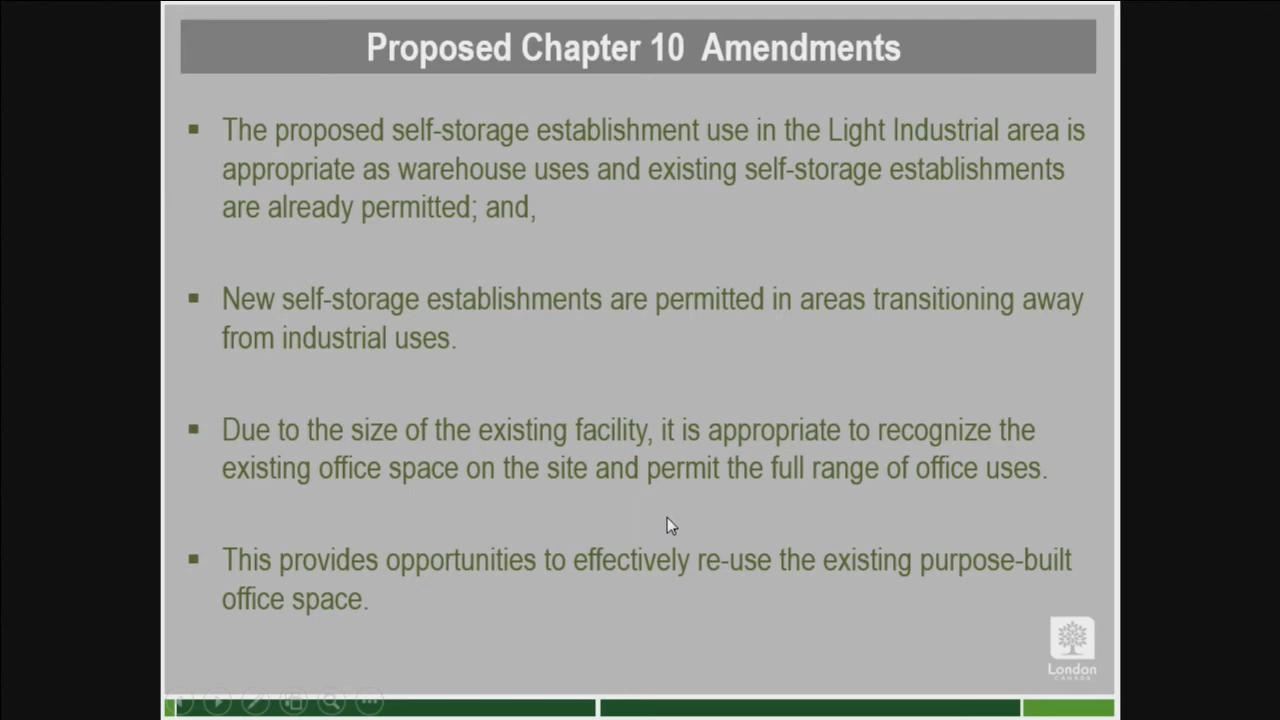 Proposed Chapter 10 Amendments
▪ The proposed self-storage establishment use in the Light Industrial area is
appropriate as warehouse uses and existing self-storage establishments
are already permitted; and,
▪ New self-storage establishments are permitted in areas transitioning away
from industrial uses.
▪ Due to the size of the existing facility, it is appropriate to recognize the
existing office space on the site and permit the full range of office uses.
▪ This provides opportunities to effectively re-use the existing purpose-built
office space.
London
CANADA